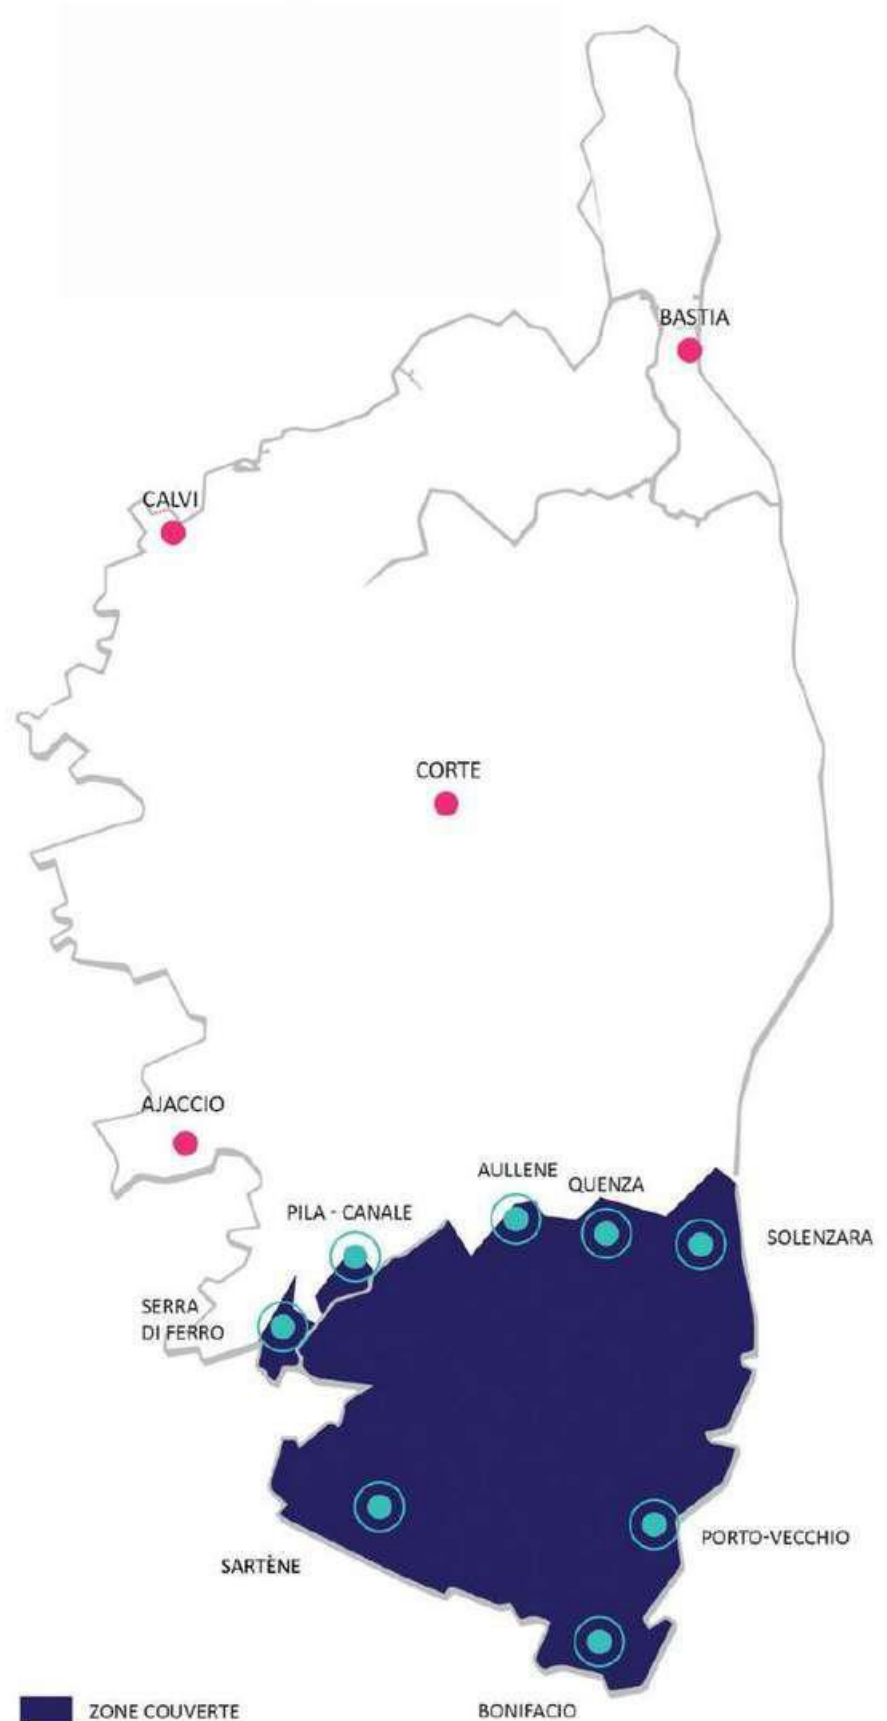 BASTIA
CALVI
CORTE
AJACCIO
AULLENE
QUENZA
PILA - CANALE
SOLENZARA
SERRA
DI FERRO
PORTO-VECCHIO
SARTÈNE
ZONE COUVERTE
BONIFACIO